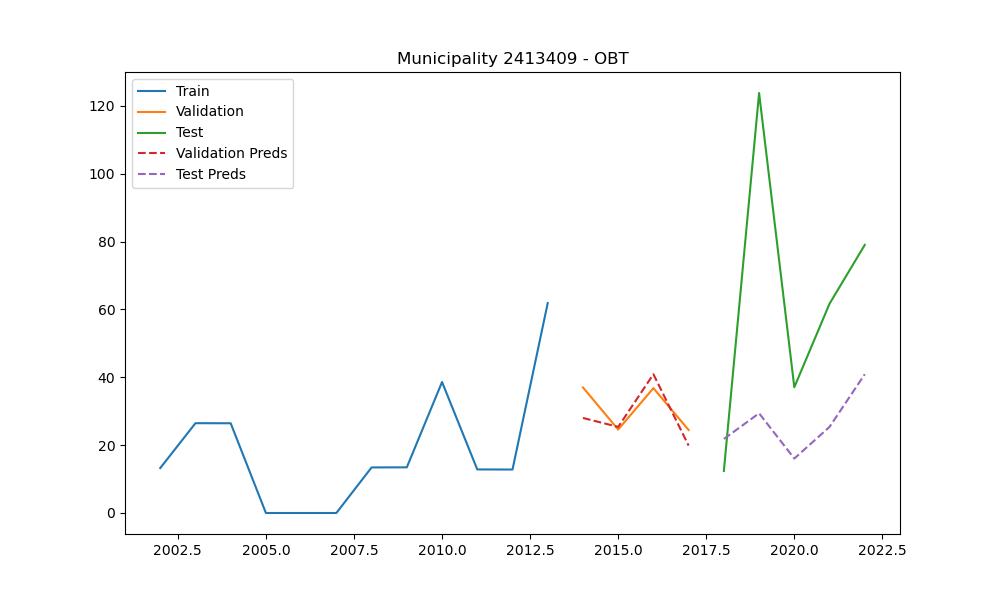 Municipality 2413409 - OBT
Train
Validation
Test
Validation Preds
Test Preds
120
100
80
60
40
20
0
2002.5 2005.0 2007.5 2010.0 2012.5 2015.0 2017.5 2020.0 2022.5